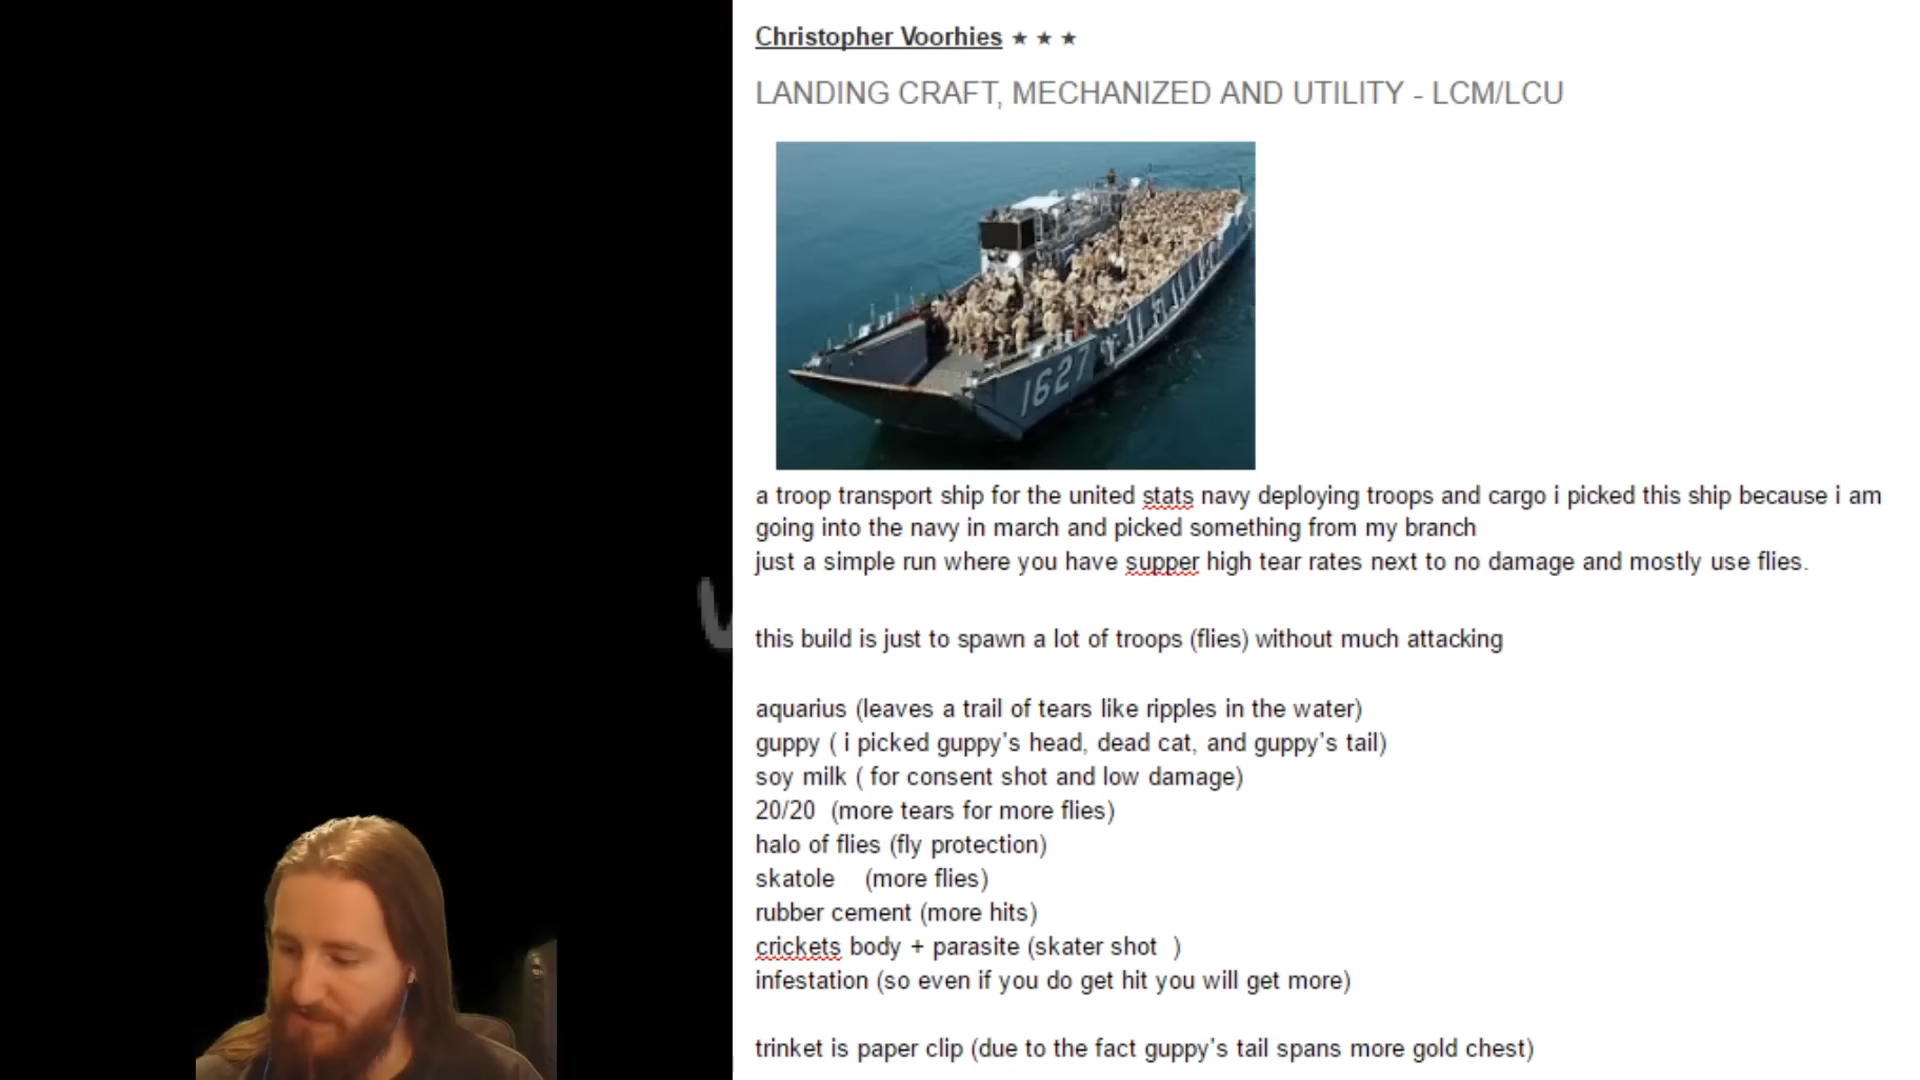 Christopher Voorhies ★ ★ ★
LANDING CRAFT, MECHANIZED AND UTILITY - LCM/LCU
1627
a troop transport ship for the united stats navy deploying troops and cargo i picked this ship because i am
going into the navy in march and picked something from my branch
just a simple run where you have supper high tear rates next to no damage and mostly use flies.
this build is just to spawn a lot of troops (flies) without much attacking
aquarius (leaves a trail of tears like ripples in the water)
guppy ( i picked guppy's head, dead cat, and guppy's tail)
soy milk ( for consent shot and low damage)
20/20 (more tears for more flies)
halo of flies (fly protection)
skatole (more flies)
rubber cement (more hits)
crickets body + parasite (skater shot )
infestation (so even if you do get hit you will get more)
trinket is paper clip (due to the fact guppy's tail spans more gold chest)